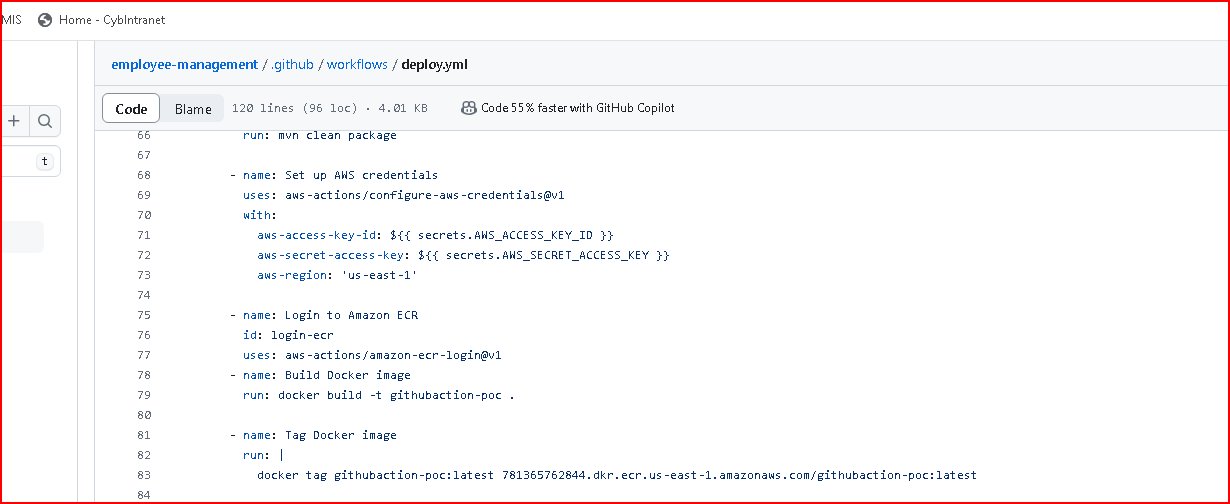 MIS Home - CybIntranet
employee-management / .github / workflows / deploy.yml
Code Blame 120 lines (96 loc) · 4.01 KB Code 55% faster with GitHub Copilot
t
66 run: mvn clean package
67
68 - name: Set up AWS credentials
69 uses: aws-actions/configure-aws-credentials@v1
70 with:
71 aws-access-key-id: ${{ secrets.AWS_ACCESS_KEY_ID }}
72 aws-secret-access-key: ${{ secrets.AWS_SECRET_ACCESS_KEY }}
73 aws-region: 'us-east-1'
74
75 - name: Login to Amazon ECR
76 id: login-ecr
77 uses: aws-actions/amazon-ecr-login@v1
78 - name: Build Docker image
79 run: docker build -t githubaction-poc .
80
81 - name: Tag Docker image
82 run: |
83 docker tag githubaction-poc:latest 781365762844.dkr.ecr.us-east-1.amazonaws.com/githubaction-poc:latest
84